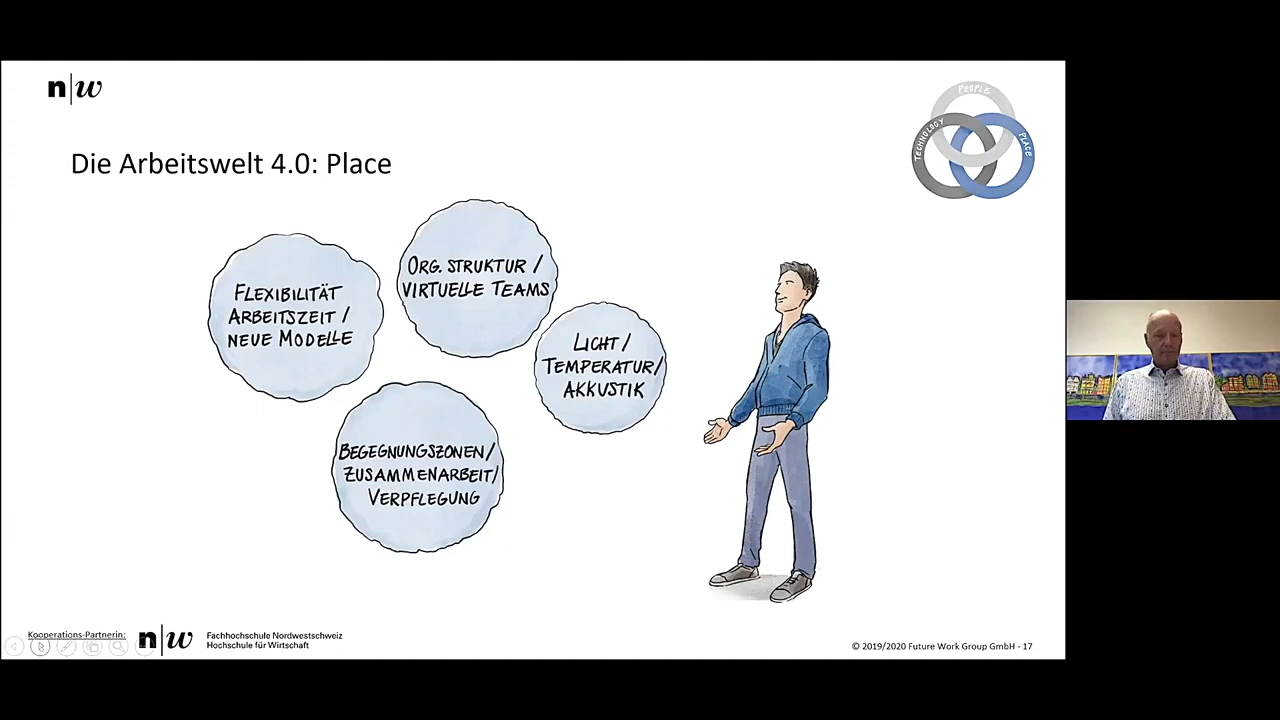 n|w
PEOPLE
TECHNOLOGY
PLACE
Die Arbeitswelt 4.0: Place
FLEXIBILITÄT
ARBEITSZEIT /
NEUE MODELLE
ORG. STRUKTUR /
VIRTUELLE TEAMS
LICHT /
TEMPERATUR/
AKKUSTIK
BEGEGNUNGSZONEN/
ZUSAMMENARBEIT/
VERPFLEGUNG
Kooperations-Partnerin:
n|w
Fachhochschule Nordwestschweiz
Hochschule für Wirtschaft
© 2019/2020 Future Work Group GmbH - 17